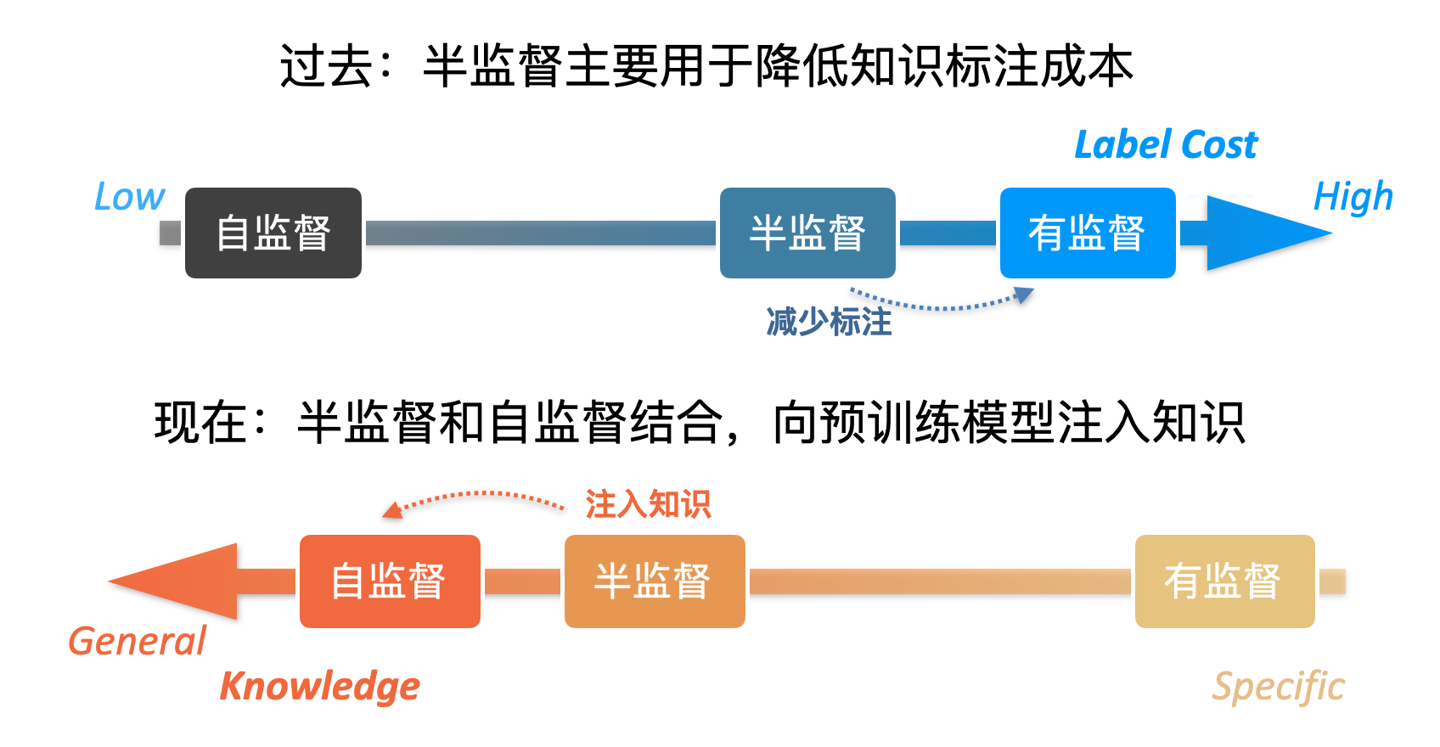 过去：半监督主要用于降低知识标注成本
Label Cost
Low
High
自监督
半监督
有监督
减少标注
现在：半监督和自监督结合，向预训练模型注入知识
注入知识
自监督
半监督
有监督
General
Knowledge
Specific